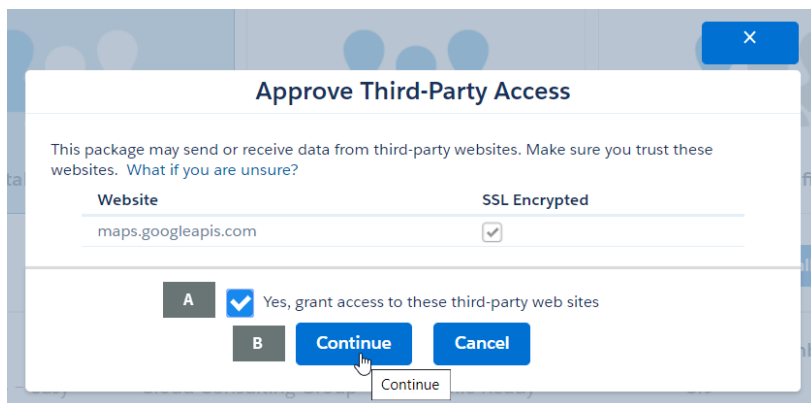 ×
Approve Third-Party Access
This package may send or receive data from third-party websites. Make sure you trust these
websites. What if you are unsure?
Website SSL Encrypted
maps.googleapis.com
A Yes, grant access to these third-party web sites
B Continue Cancel
Continue